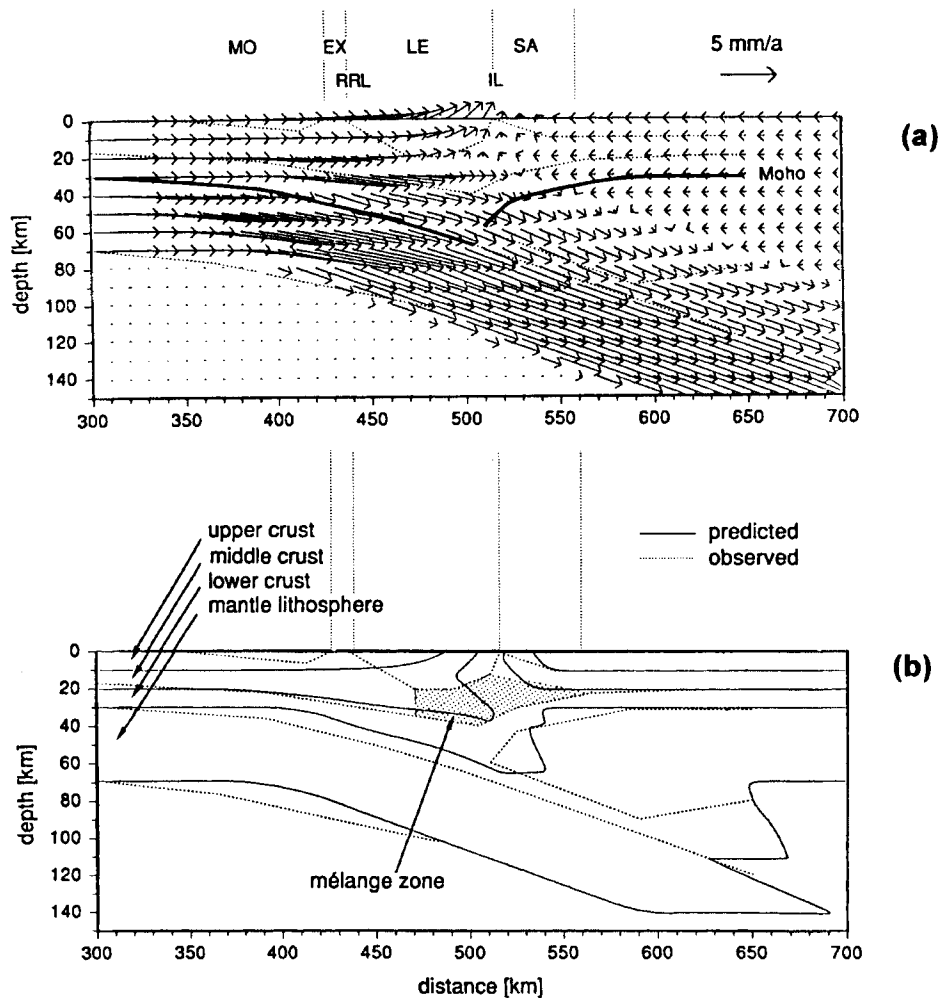 MO EX LE SA 5 mm/a
RRL IL
(a)
0
20
40
60
80
100
120
140
depth [km]
Moho
300 350 400 450 500 550 600 650 700
upper crust
middle crust
lower crust
mantle lithosphere
predicted
observed
(b)
0
20
40
60
80
100
120
140
depth [km]
mélange zone
300 350 400 450 500 550 600 650 700
distance [km]